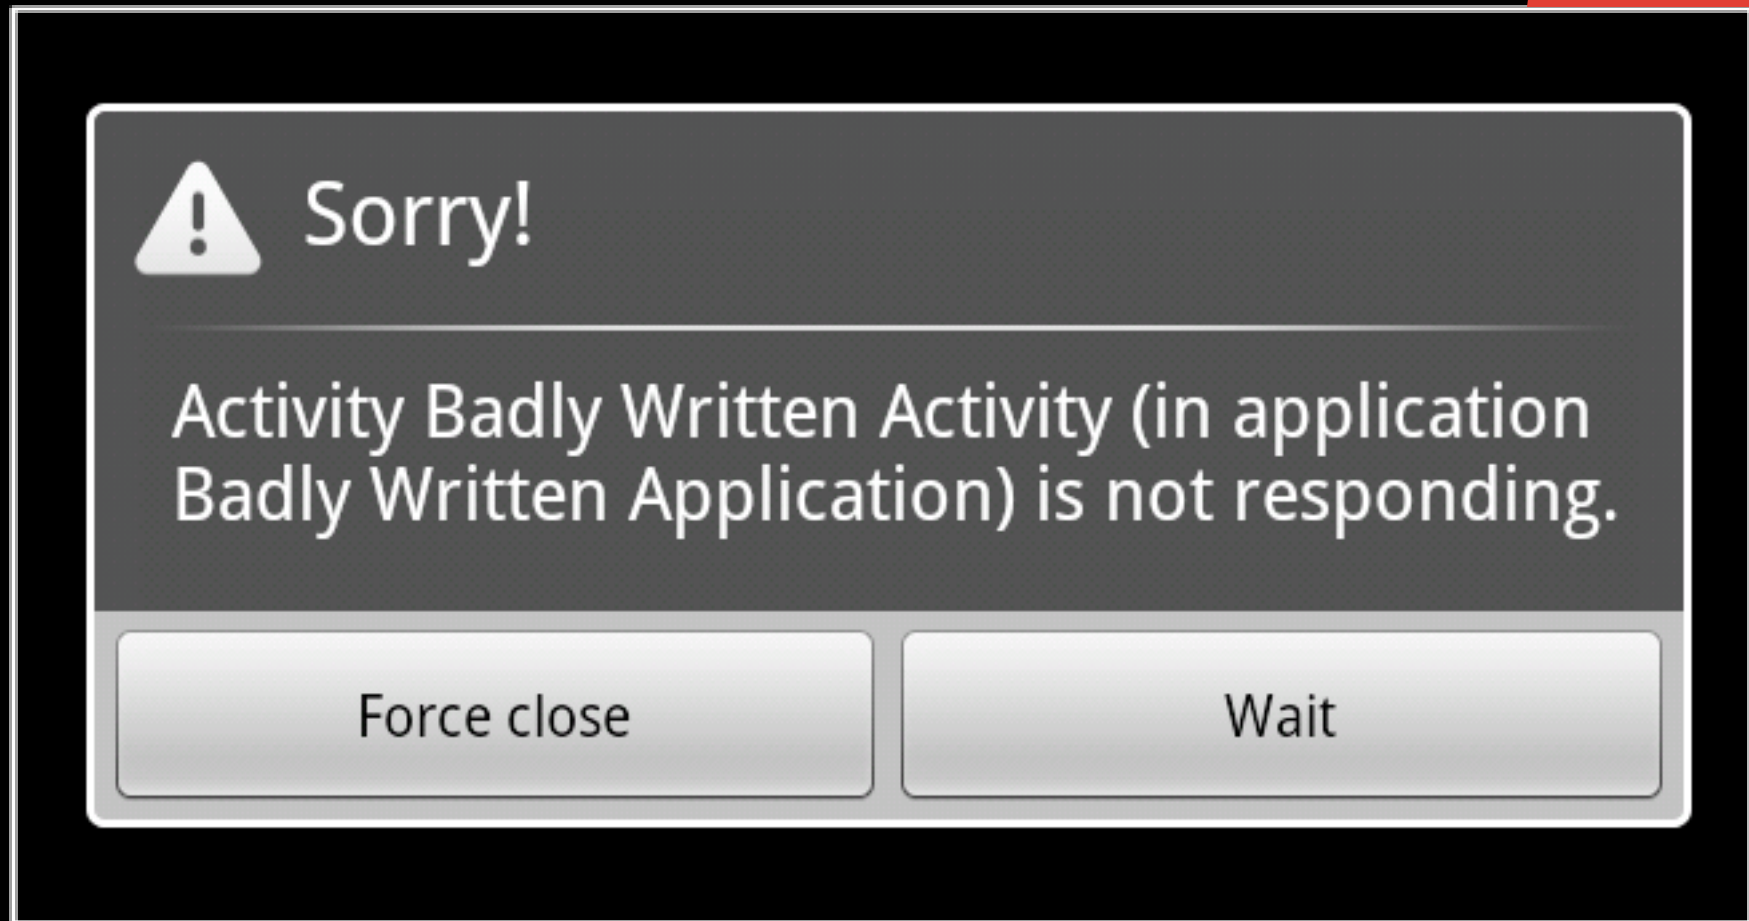 Sorry!
Activity Badly Written Activity (in application
Badly Written Application) is not responding.
Force close
Wait